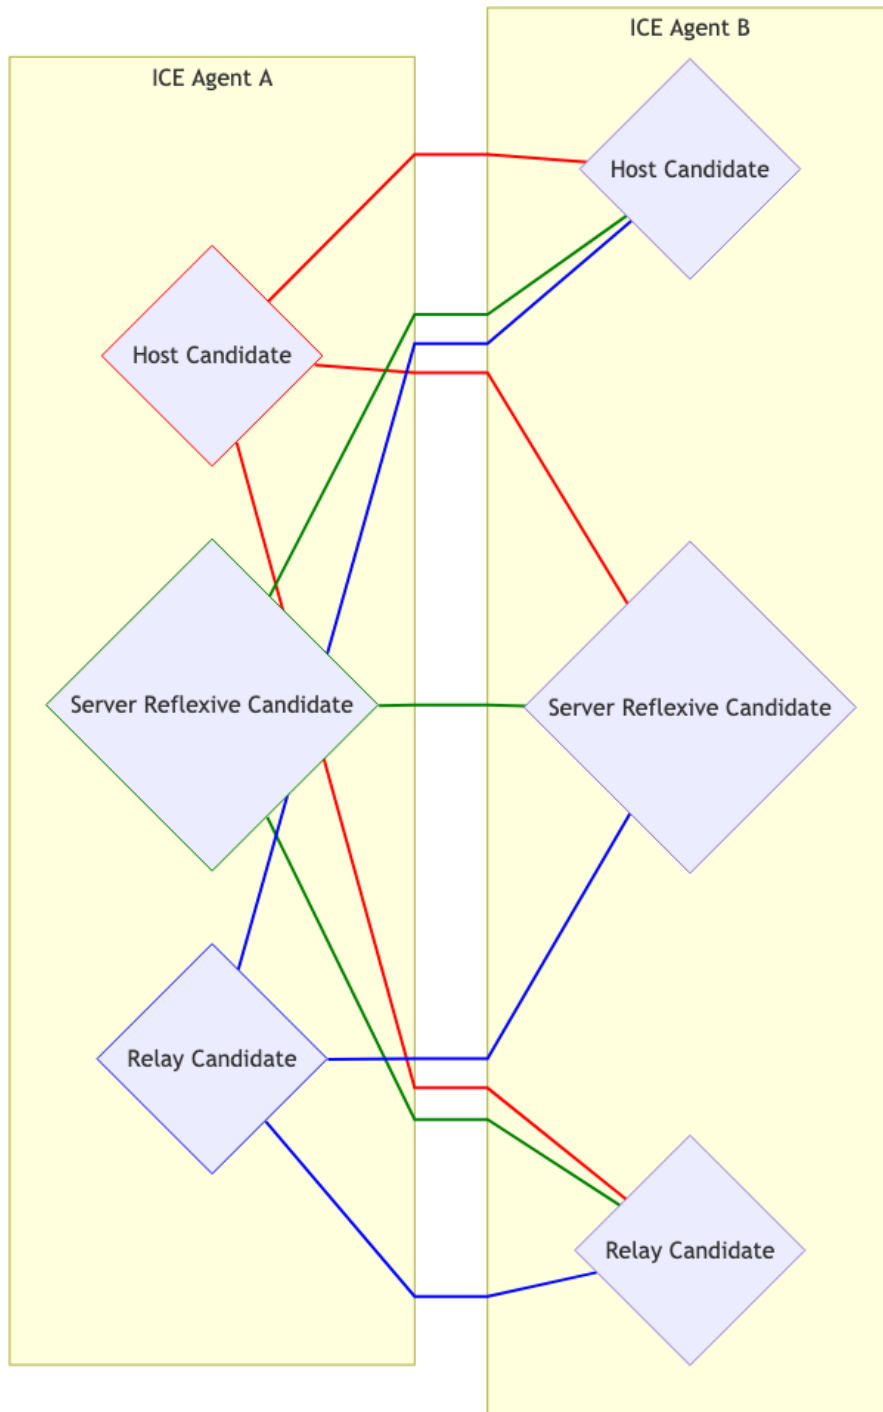 ICE Agent A
Host Candidate
Server Reflexive Candidate
Relay Candidate
ICE Agent B
Host Candidate
Server Reflexive Candidate
Relay Candidate